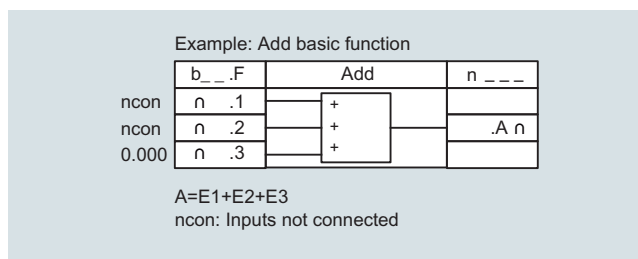 Example: Add basic function
b_ _ .F Add n _ _ _
ncon ∩ .1 +
ncon ∩ .2 + .A ∩
0.000 ∩ .3 +
A=E1+E2+E3
ncon: Inputs not connected